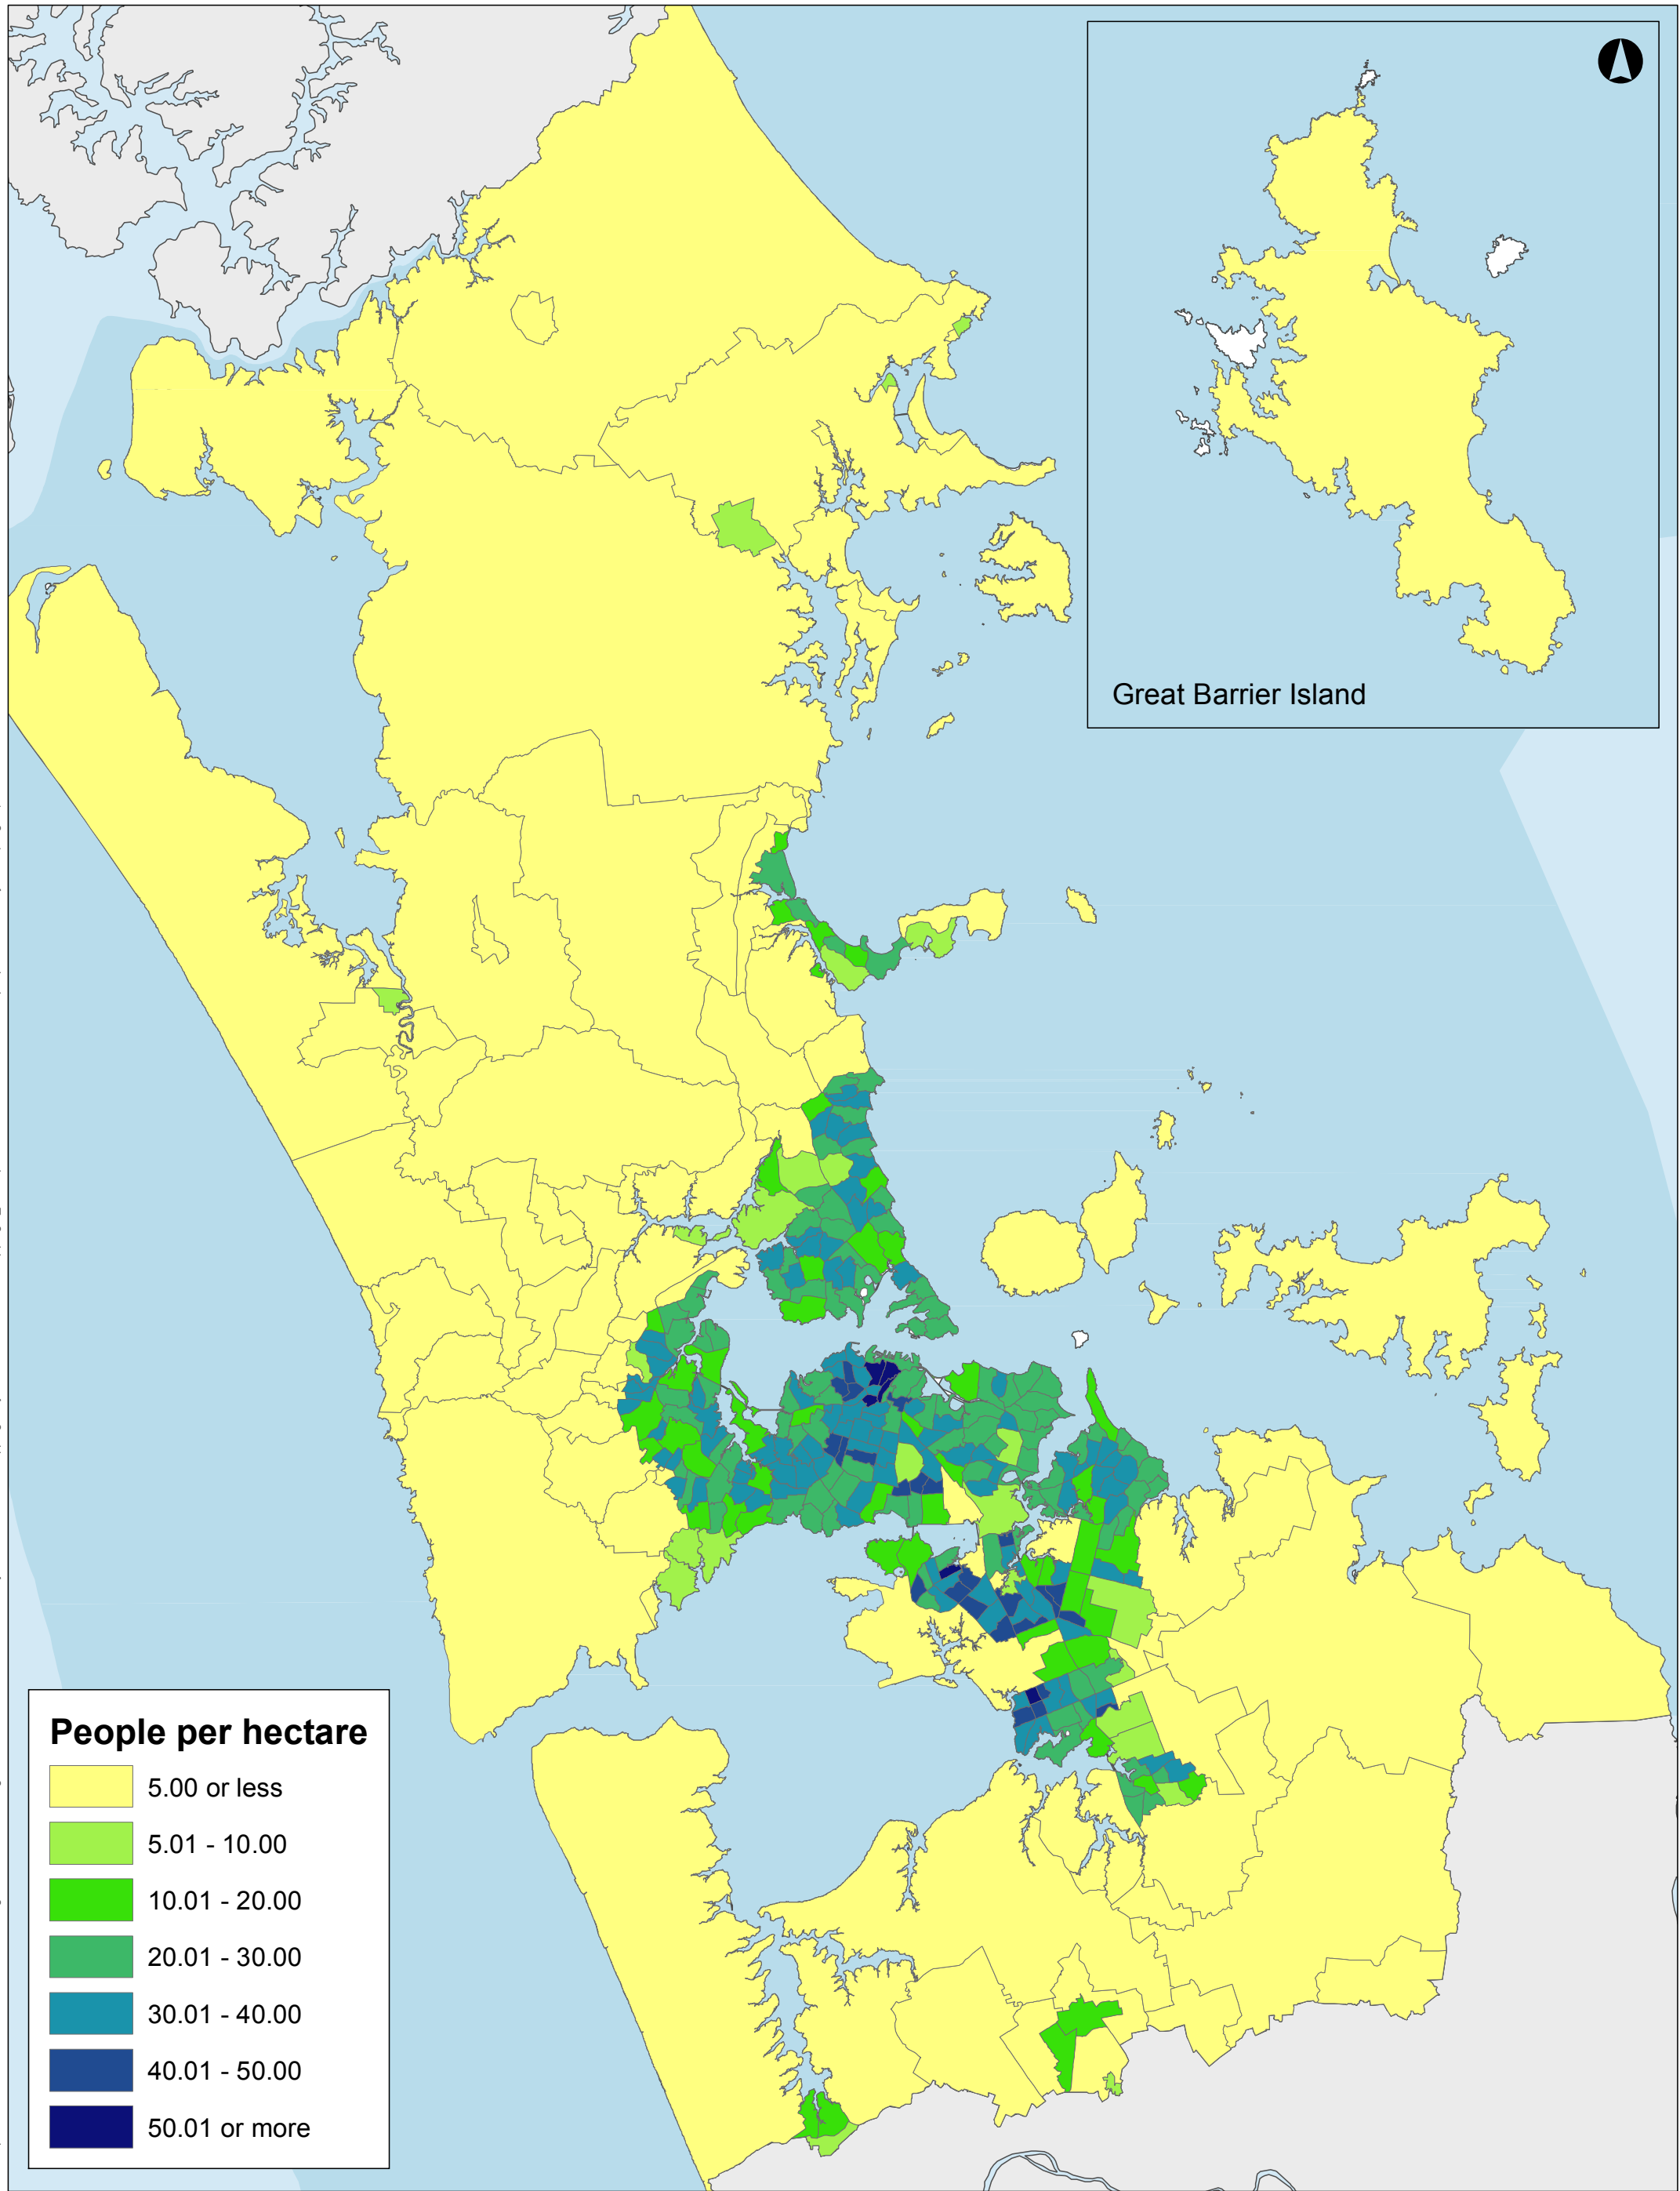 Great Barrier Island
People per hectare
5.00 or less
5.01 - 10.00
10.01 - 20.00
20.01 - 30.00
30.01 - 40.00
40.01 - 50.00
50.01 or more